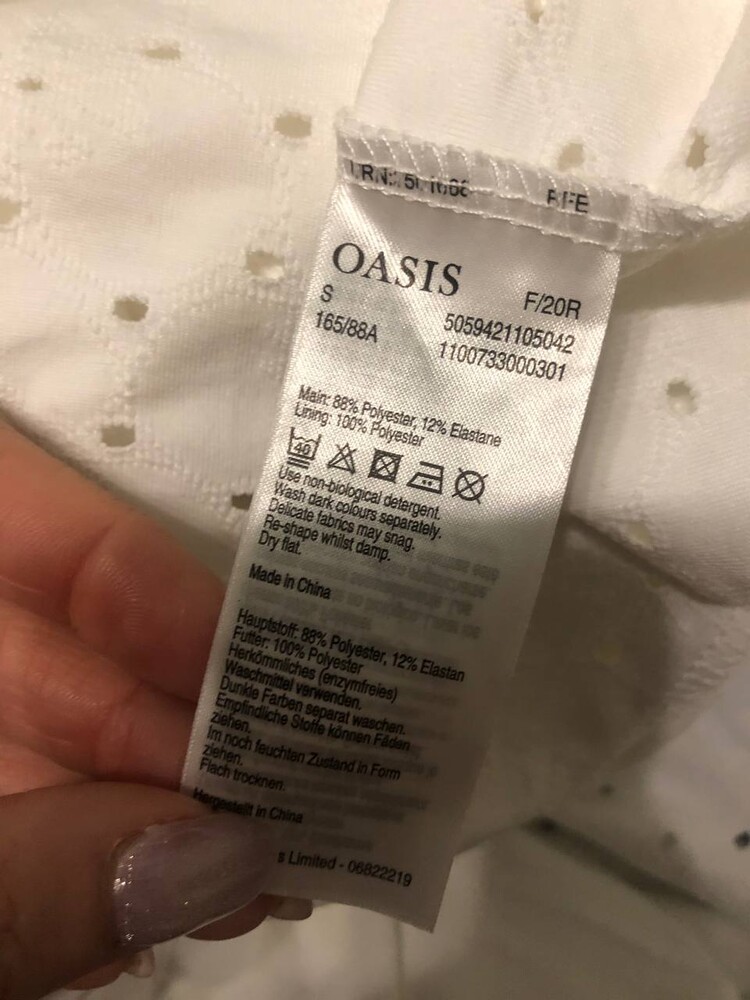 OASIS
F/20R
S
5059421105042
165/88A
1100733000301
Main: 88% Polyester, 12% Elastane
Lining: 100% Polyester
40
Use non-biological detergent.
Wash dark colours separately.
Delicate fabrics may snag.
Re-shape whilst damp.
Dry flat.
Made in China
Hauptstoff: 88% Polyester, 12% Elastan
Futter: 100% Polyester
Herkömmliches (enzymfreies)
Waschmittel verwenden.
Dunkle Farben separat waschen.
Empfindliche Stoffe können Fäden
ziehen.
Im noch feuchten Zustand in Form
ziehen.
Flach trocknen.
Hergestellt in China
Limited - 06822219